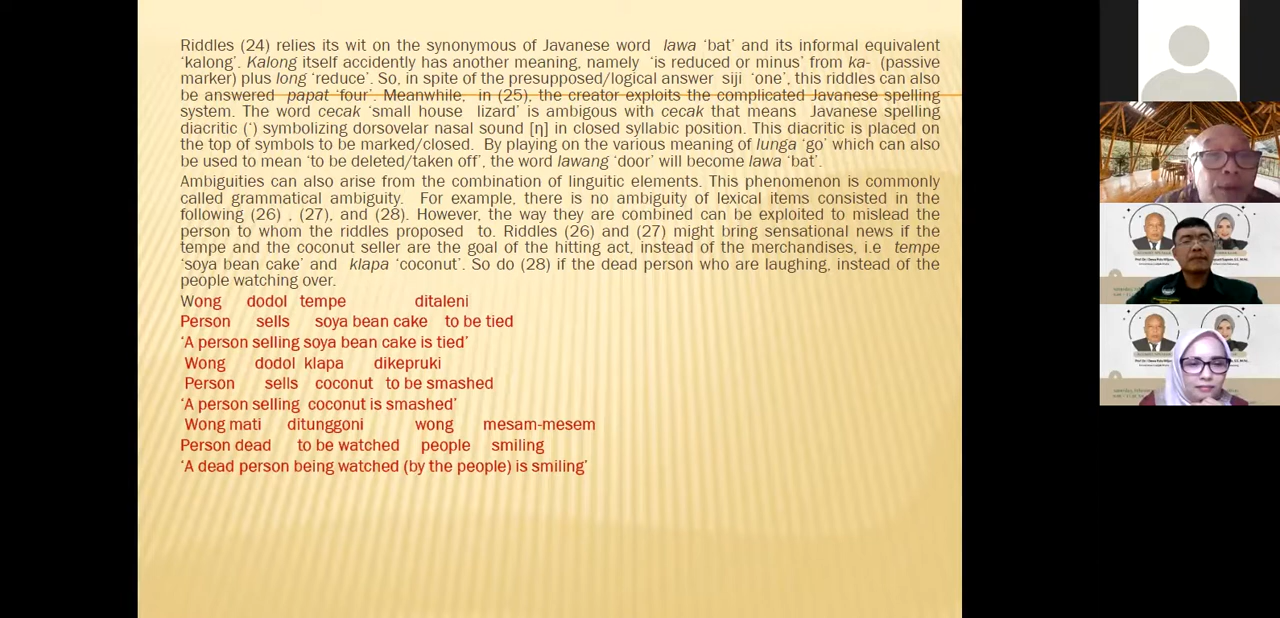 Riddles (24) relies its wit on the synonymous of Javanese word lawa ‘bat’ and its informal equivalent
‘kalong’. Kalong itself accidently has another meaning, namely ‘is reduced or minus’ from ka- (passive
marker) plus long ‘reduce’. So, in spite of the presupposed/logical answer siji ‘one’, this riddles can also
be answered papat ‘four’. Meanwhile, in (25), the creator exploits the complicated Javanese spelling
system. The word cecak ‘small house lizard’ is ambigous with cecak that means Javanese spelling
diacritic (‘) symbolizing dorsovelar nasal sound [η] in closed syllabic position. This diacritic is placed on
the top of symbols to be marked/closed. By playing on the various meaning of lunga ‘go’ which can also
be used to mean ‘to be deleted/taken off’, the word lawang ‘door’ will become lawa ‘bat’.
Ambiguities can also arise from the combination of linguitic elements. This phenomenon is commonly
called grammatical ambiguity. For example, there is no ambiguity of lexical items consisted in the
following (26) , (27), and (28). However, the way they are combined can be exploited to mislead the
person to whom the riddles proposed to. Riddles (26) and (27) might bring sensational news if the
tempe and the coconut seller are the goal of the hitting act, instead of the merchandises, i.e tempe
‘soya bean cake’ and klapa ‘coconut’. So do (28) if the dead person who are laughing, instead of the
people watching over.
Wong dodol tempe ditaleni
Person sells soya bean cake to be tied
‘A person selling soya bean cake is tied’
Wong dodol klapa dikepruki
Person sells coconut to be smashed
‘A person selling coconut is smashed’
Wong mati ditunggoni wong mesam-mesem
Person dead to be watched people smiling
‘A dead person being watched (by the people) is smiling’